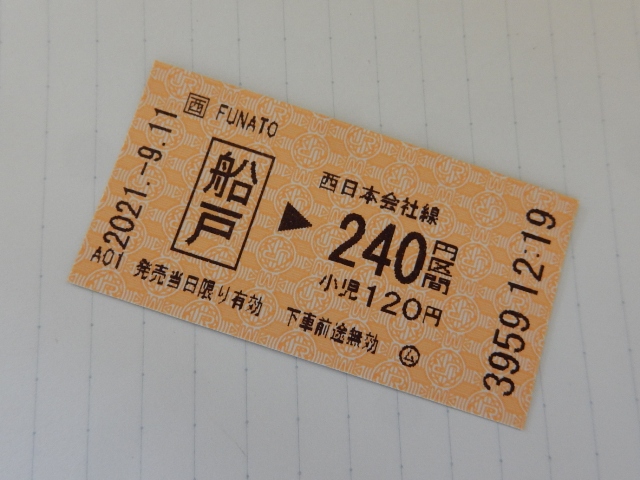 西 FUNATO
2021.-9.11
船戸
▶
西日本会社線
240円区間
小児120円
A01 発売当日限り有効 下車前途無効 ム
3959 12:19